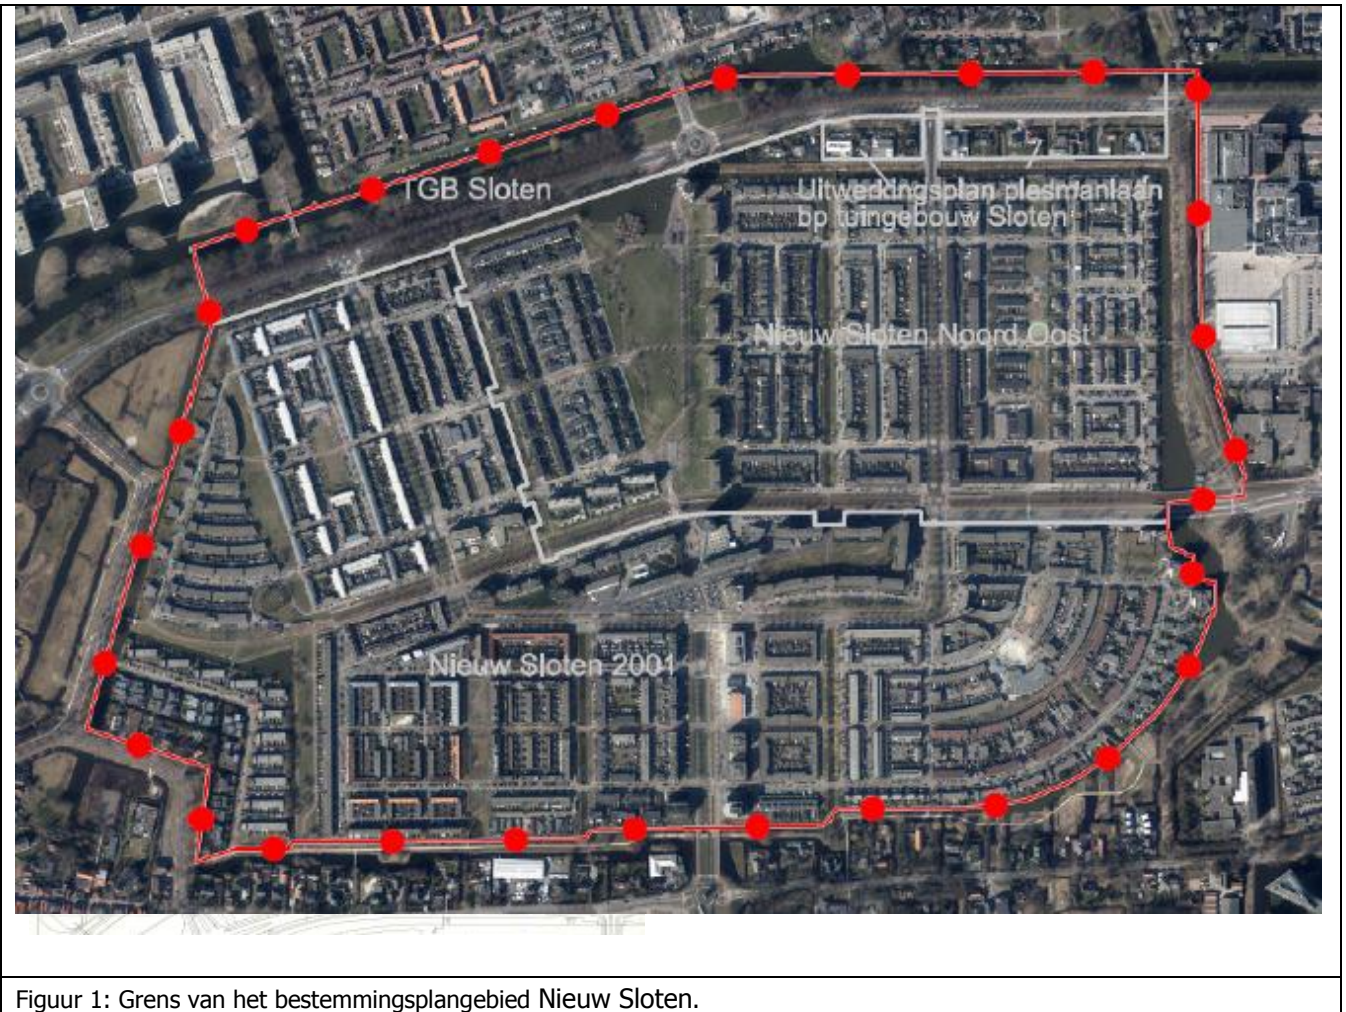 TGB Sloten
Uitwerkingsplan plesmanlaan
bp tuingebouw Sloten
Nieuw Sloten Noord Oost
Nieuw Sloten 2001
Figuur 1: Grens van het bestemmingsplangebied Nieuw Sloten.